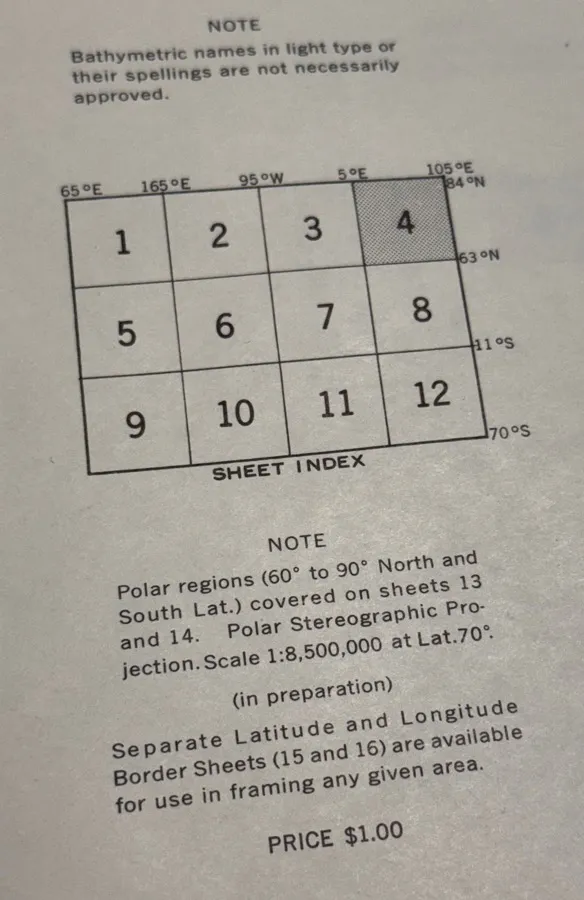 NOTE
Bathymetric names in light type or
their spellings are not necessarily
approved.
65°E 165°E 95°W 5°E 105°E
84°N
1 2 3 4
63°N
5 6 7 8
11°S
9 10 11 12
70°S
SHEET INDEX
NOTE
Polar regions (60° to 90° North and
South Lat.) covered on sheets 13
and 14. Polar Stereographic Pro-
jection. Scale 1:8,500,000 at Lat.70°.
(in preparation)
Separate Latitude and Longitude
Border Sheets (15 and 16) are available
for use in framing any given area.
PRICE $1.00